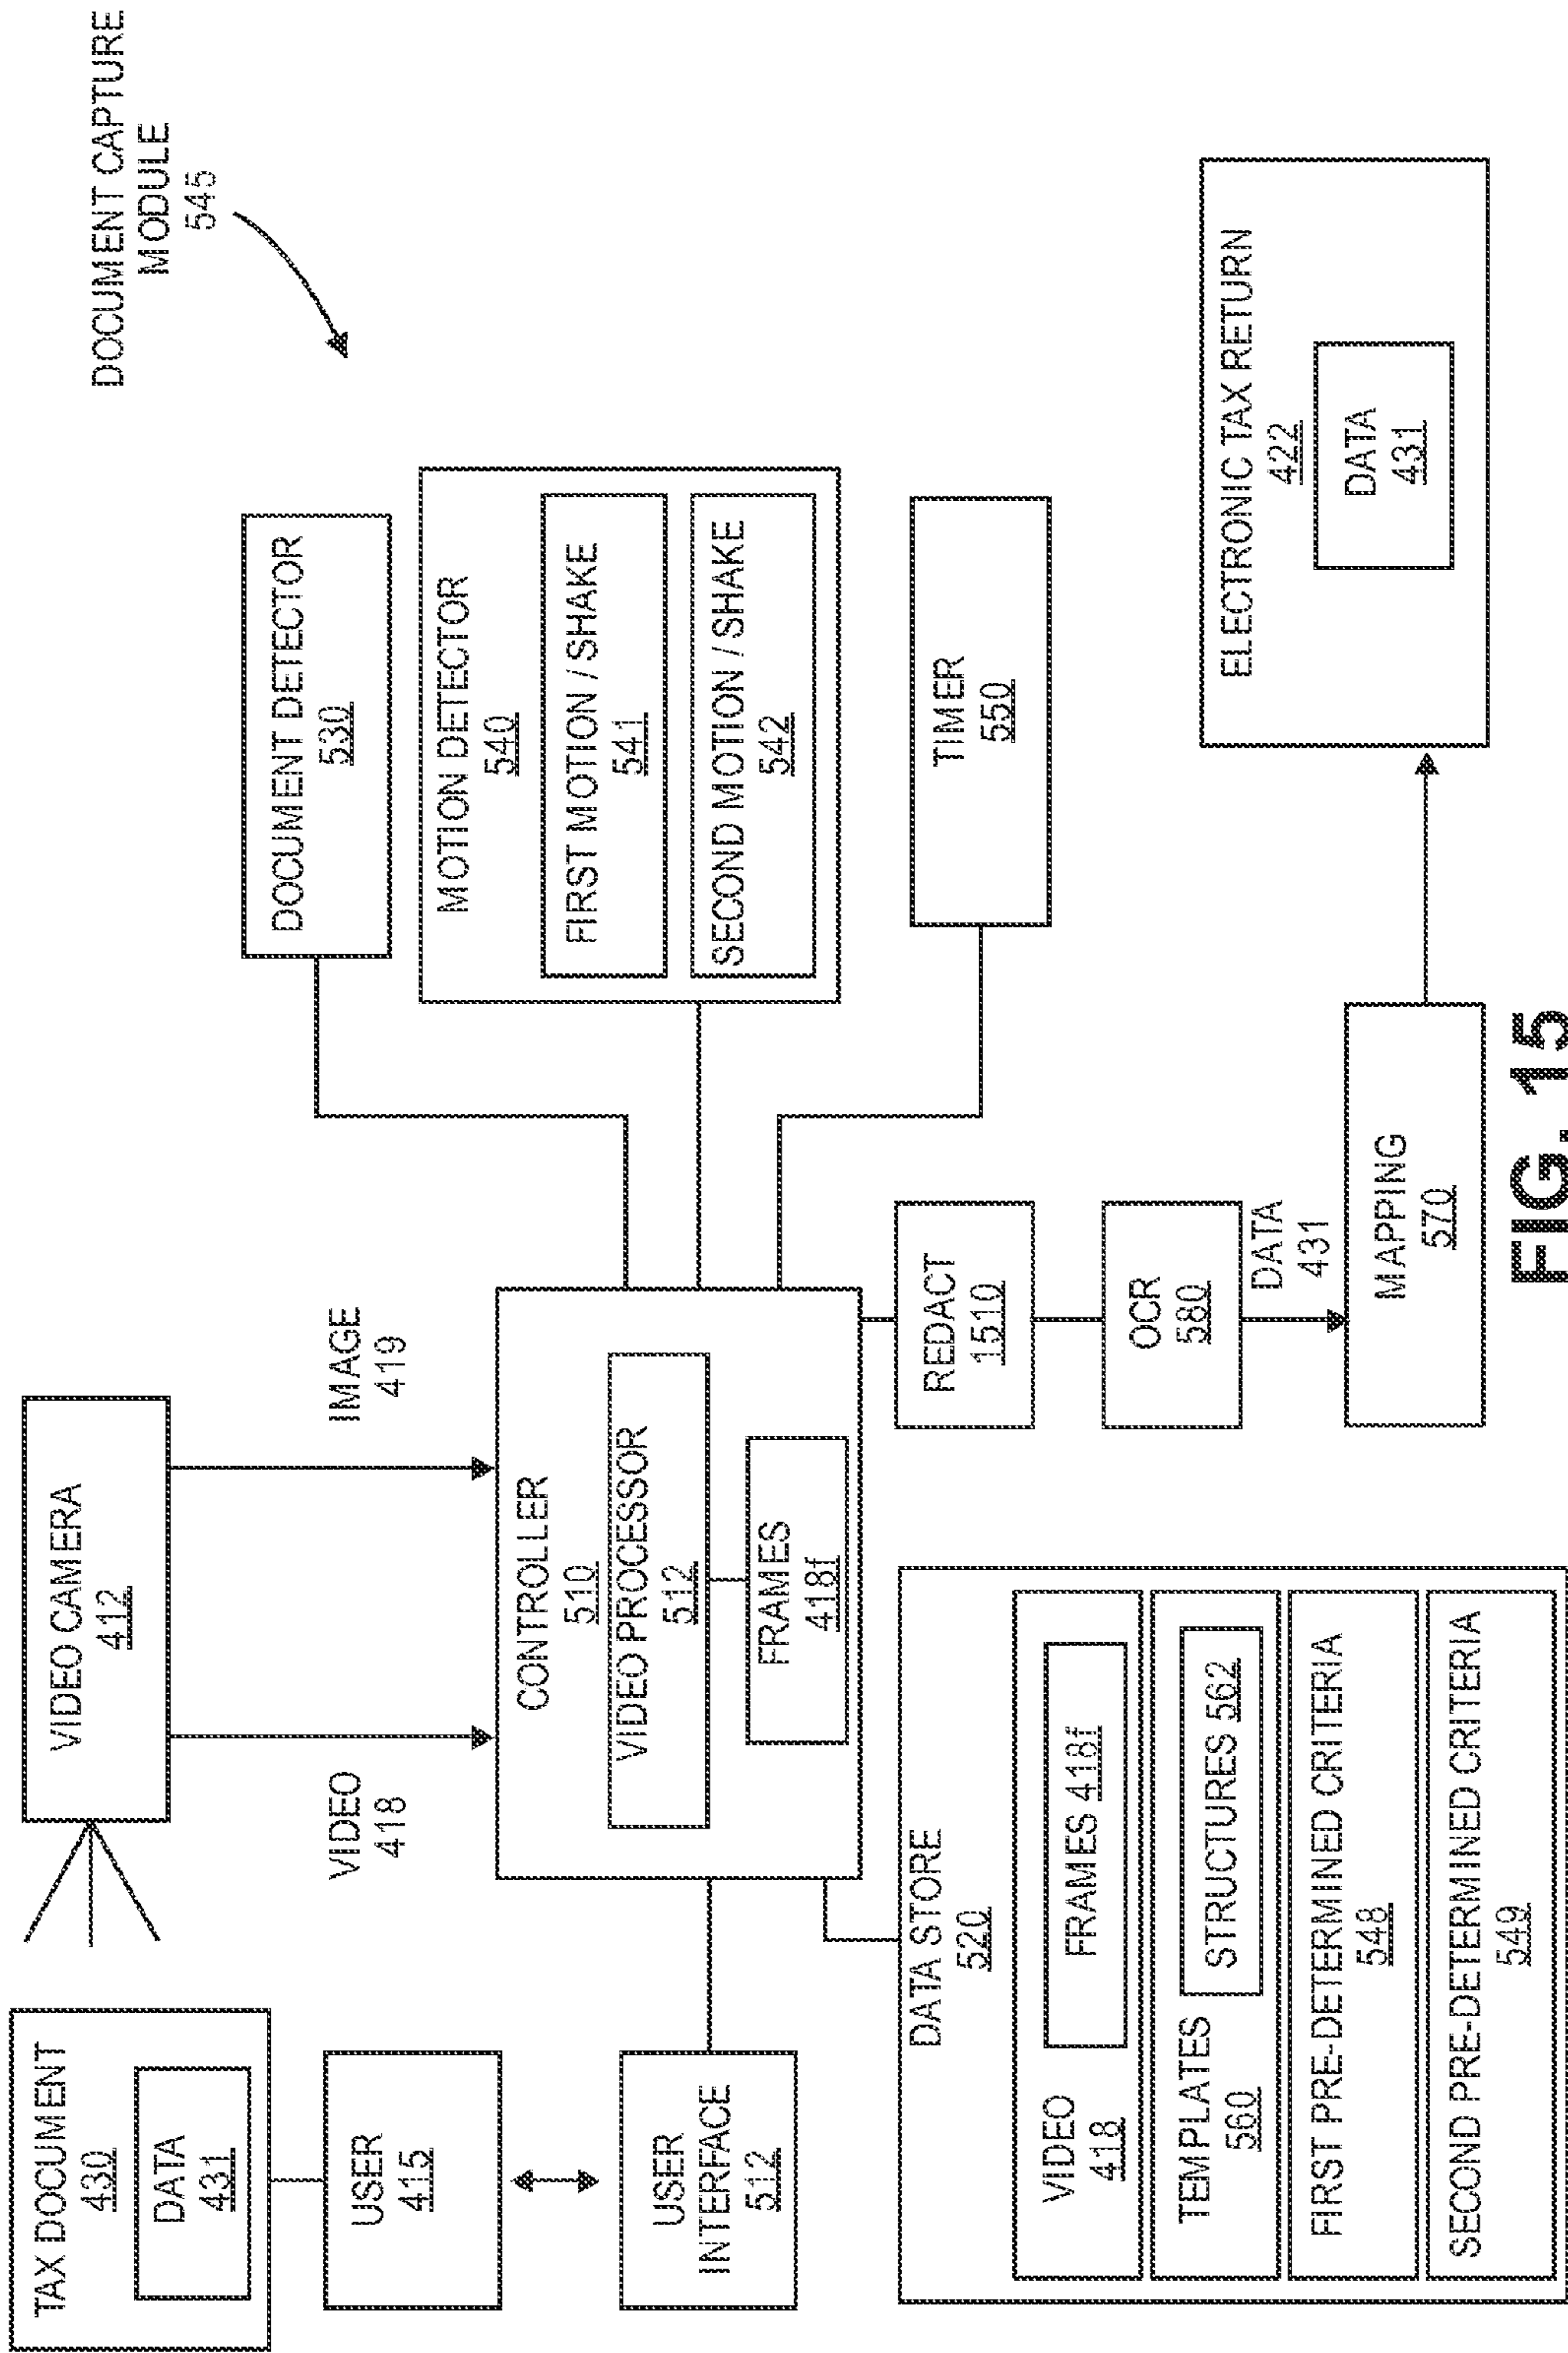 DOCUMENT CAPTURE
MODULE
545
TAX DOCUMENT
430
DATA
431
USER
415
USER
INTERFACE
512
VIDEO CAMERA
412
VIDEO
418
IMAGE
419
CONTROLLER
510
VIDEO PROCESSOR
512
FRAMES
418f
DOCUMENT DETECTOR
530
MOTION DETECTOR
540
FIRST MOTION / SHAKE
541
SECOND MOTION / SHAKE
542
TIMER
550
DATA STORE
520
VIDEO
418
FRAMES 418f
TEMPLATES
560
STRUCTURES 562
FIRST PRE-DETERMINED CRITERIA
548
SECOND PRE-DETERMINED CRITERIA
549
REDACT
1510
OCR
580
DATA
431
MAPPING
570
ELECTRONIC TAX RETURN
422
DATA
431
FIG. 15